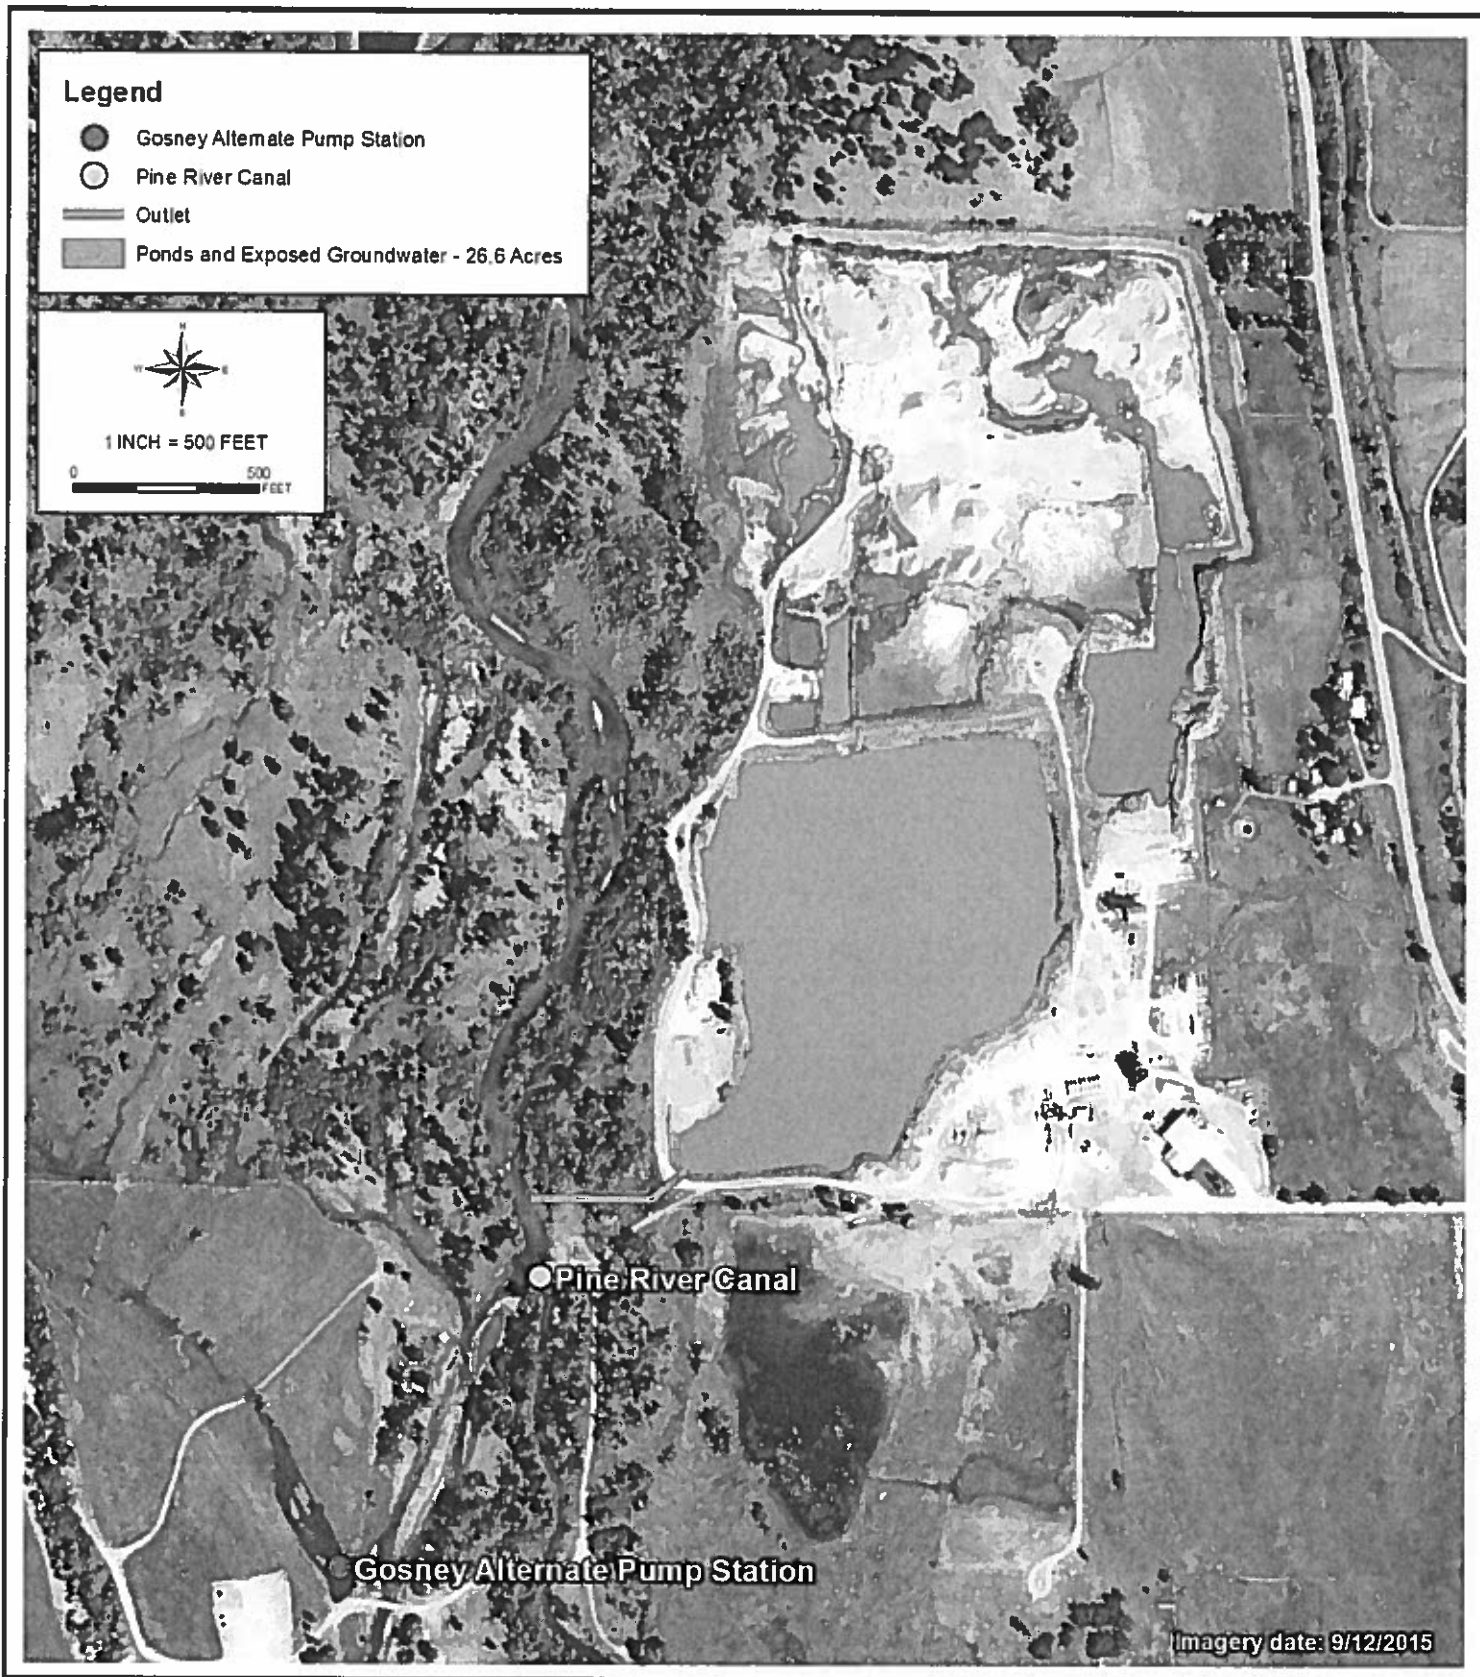 Legend
Gosney Alternate Pump Station
Pine River Canal
Outlet
Ponds and Exposed Groundwater - 26.6 Acres
N
W E
S
1 INCH = 500 FEET
0 500
FEET
Pine River Canal
Gosney Alternate Pump Station
Imagery date: 9/12/2015